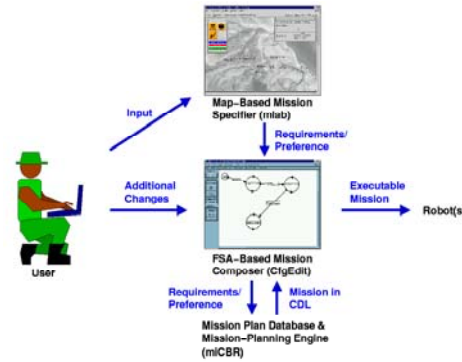 Map-Based Mission
Specifier (mlab)
Input
Requirements/
Preference
Additional
Changes
Executable
Mission
Robot(s
User
FSA-Based Mission
Composer (CfgEdit)
Requirements/
Preference
Mission in
CDL
Mission Plan Database &
Mission-Planning Engine
(miCBR)